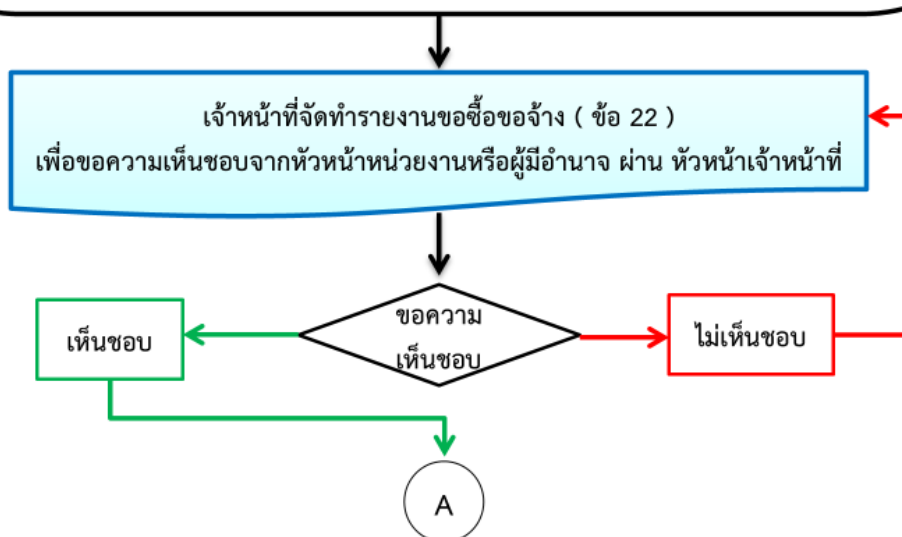 เจ้าหน้าที่จัดทำรายงานขอซื้อขอจ้าง ( ข้อ 22 )
เพื่อขอความเห็นชอบจากหัวหน้าหน่วยงานหรือผู้มีอำนาจ ผ่าน หัวหน้าเจ้าหน้าที่
ขอความ
เห็นชอบ
เห็นชอบ
ไม่เห็นชอบ
A